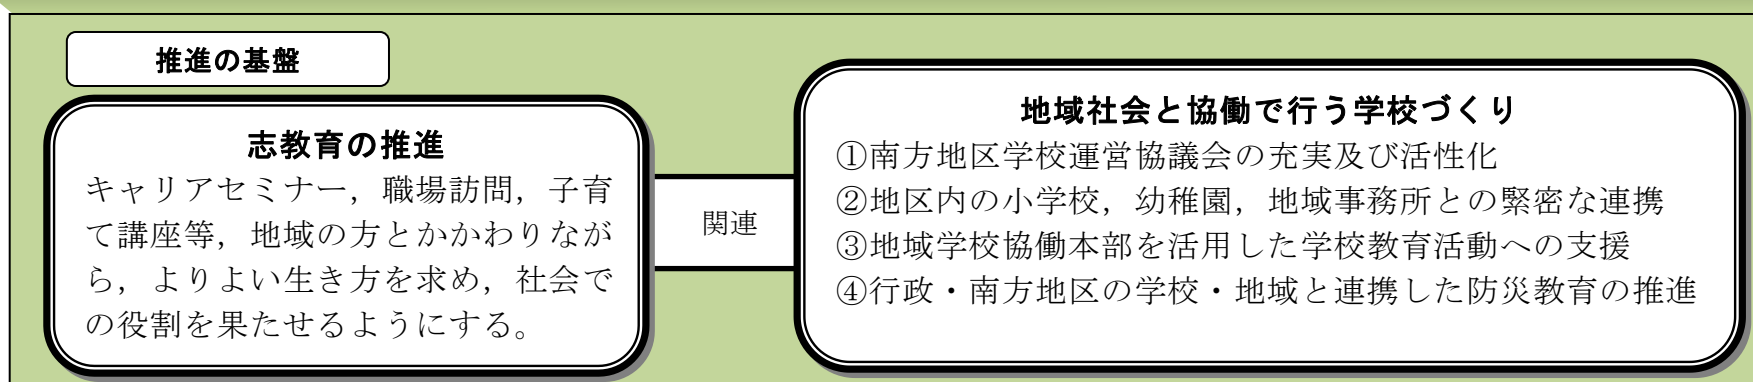 推進の基盤
志教育の推進
キャリアセミナー，職場訪問，子育
て講座等，地域の方とかかわりなが
ら，よりよい生き方を求め，社会で
の役割を果たせるようにする。
関連
地域社会と協働で行う学校づくり
①南方地区学校運営協議会の充実及び活性化
②地区内の小学校，幼稚園，地域事務所との緊密な連携
③地域学校協働本部を活用した学校教育活動への支援
④行政・南方地区の学校・地域と連携した防災教育の推進